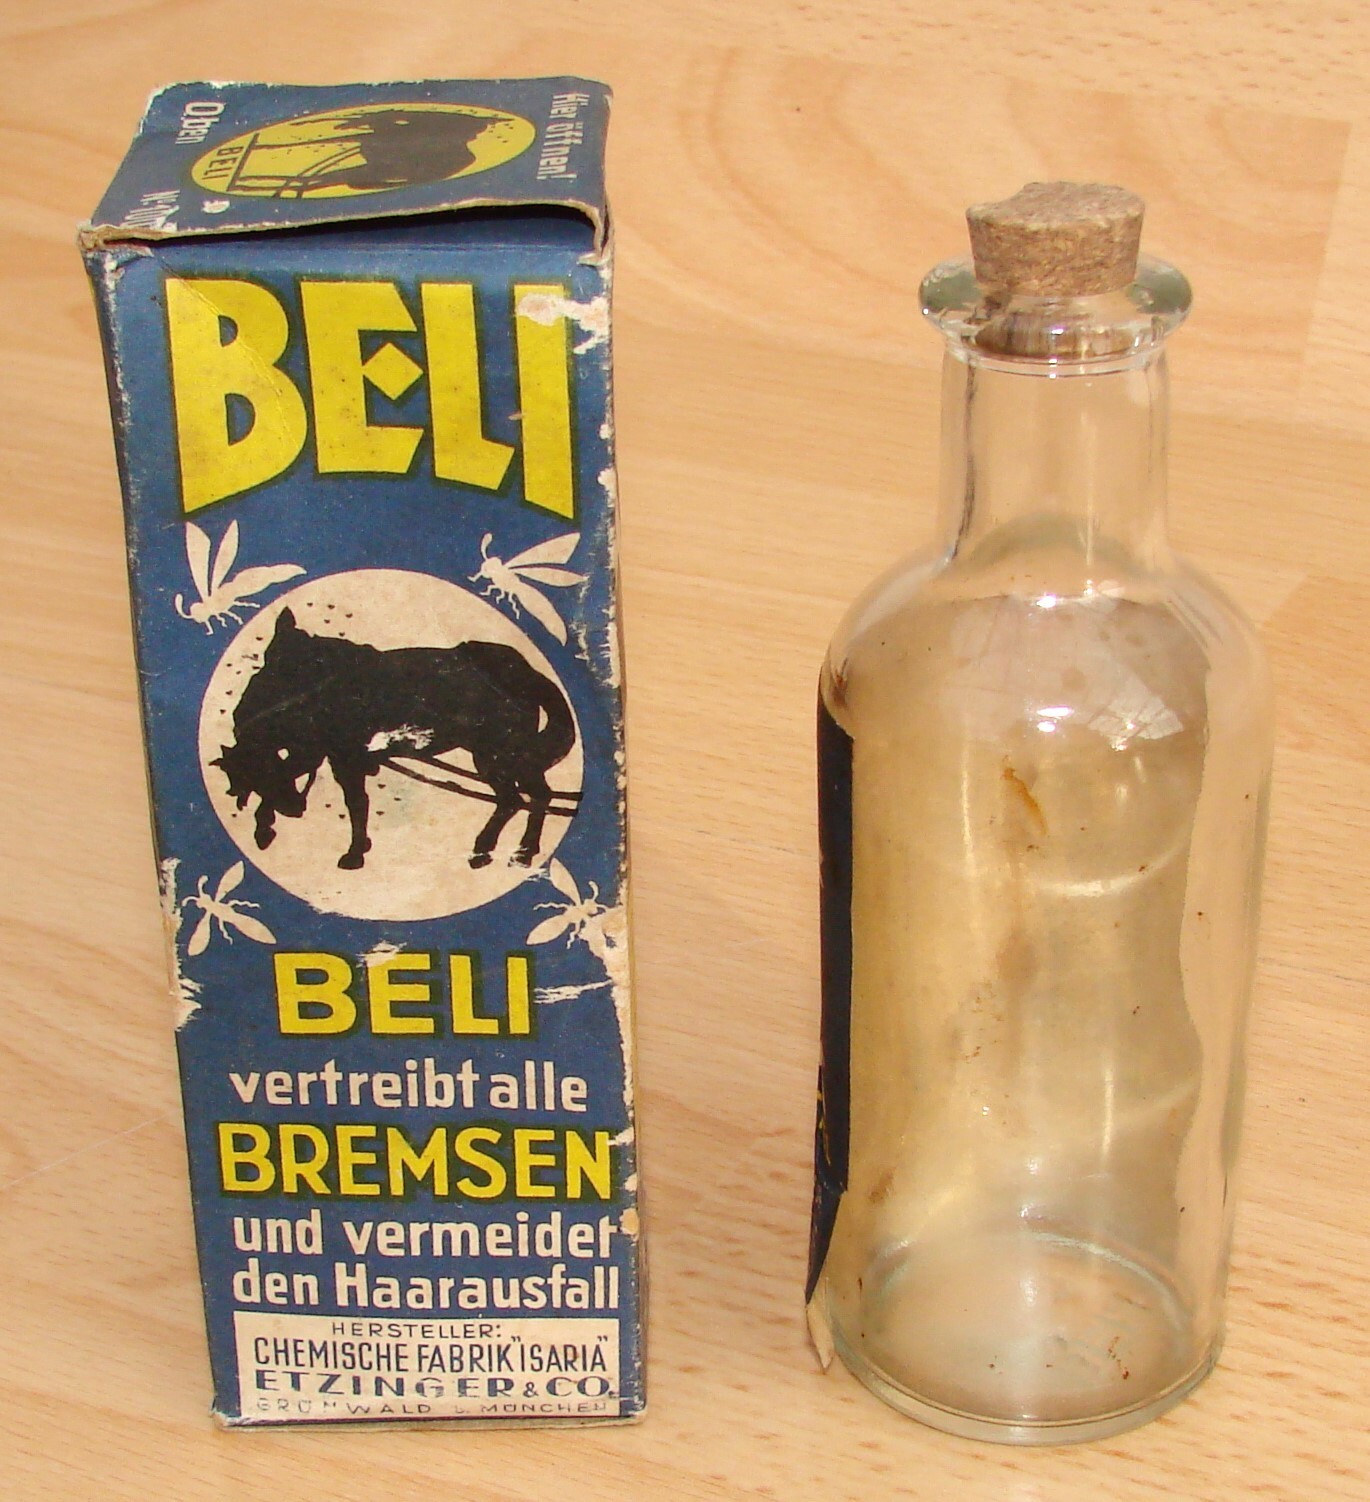 Oben
Hier öffnen!
BELI
BELI
BELI
vertreibt alle
BREMSEN
und vermeidet
den Haarausfall
HERSTELLER:
CHEMISCHE FABRIK "ISARIA"
ETZINGER & CO.
GRÜNWALD b. MÜNCHEN